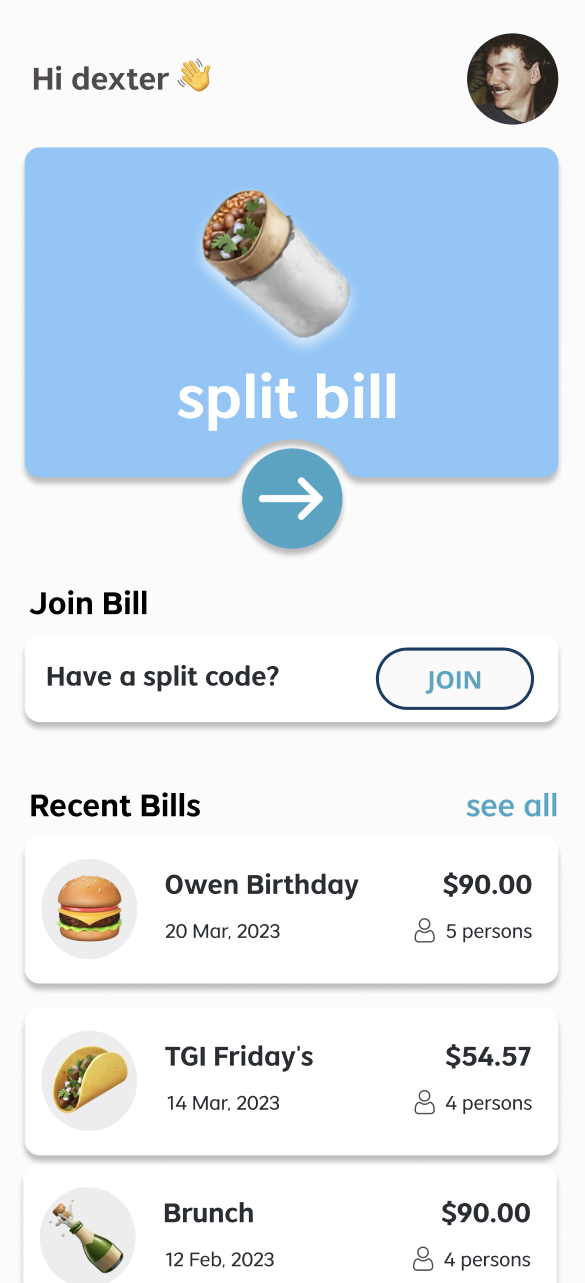 Hi dexter 👋
split bill
Join Bill
Have a split code?
JOIN
Recent Bills
see all
Owen Birthday
$90.00
20 Mar, 2023
5 persons
TGI Friday's
$54.57
14 Mar, 2023
4 persons
Brunch
$90.00
12 Feb, 2023
4 persons